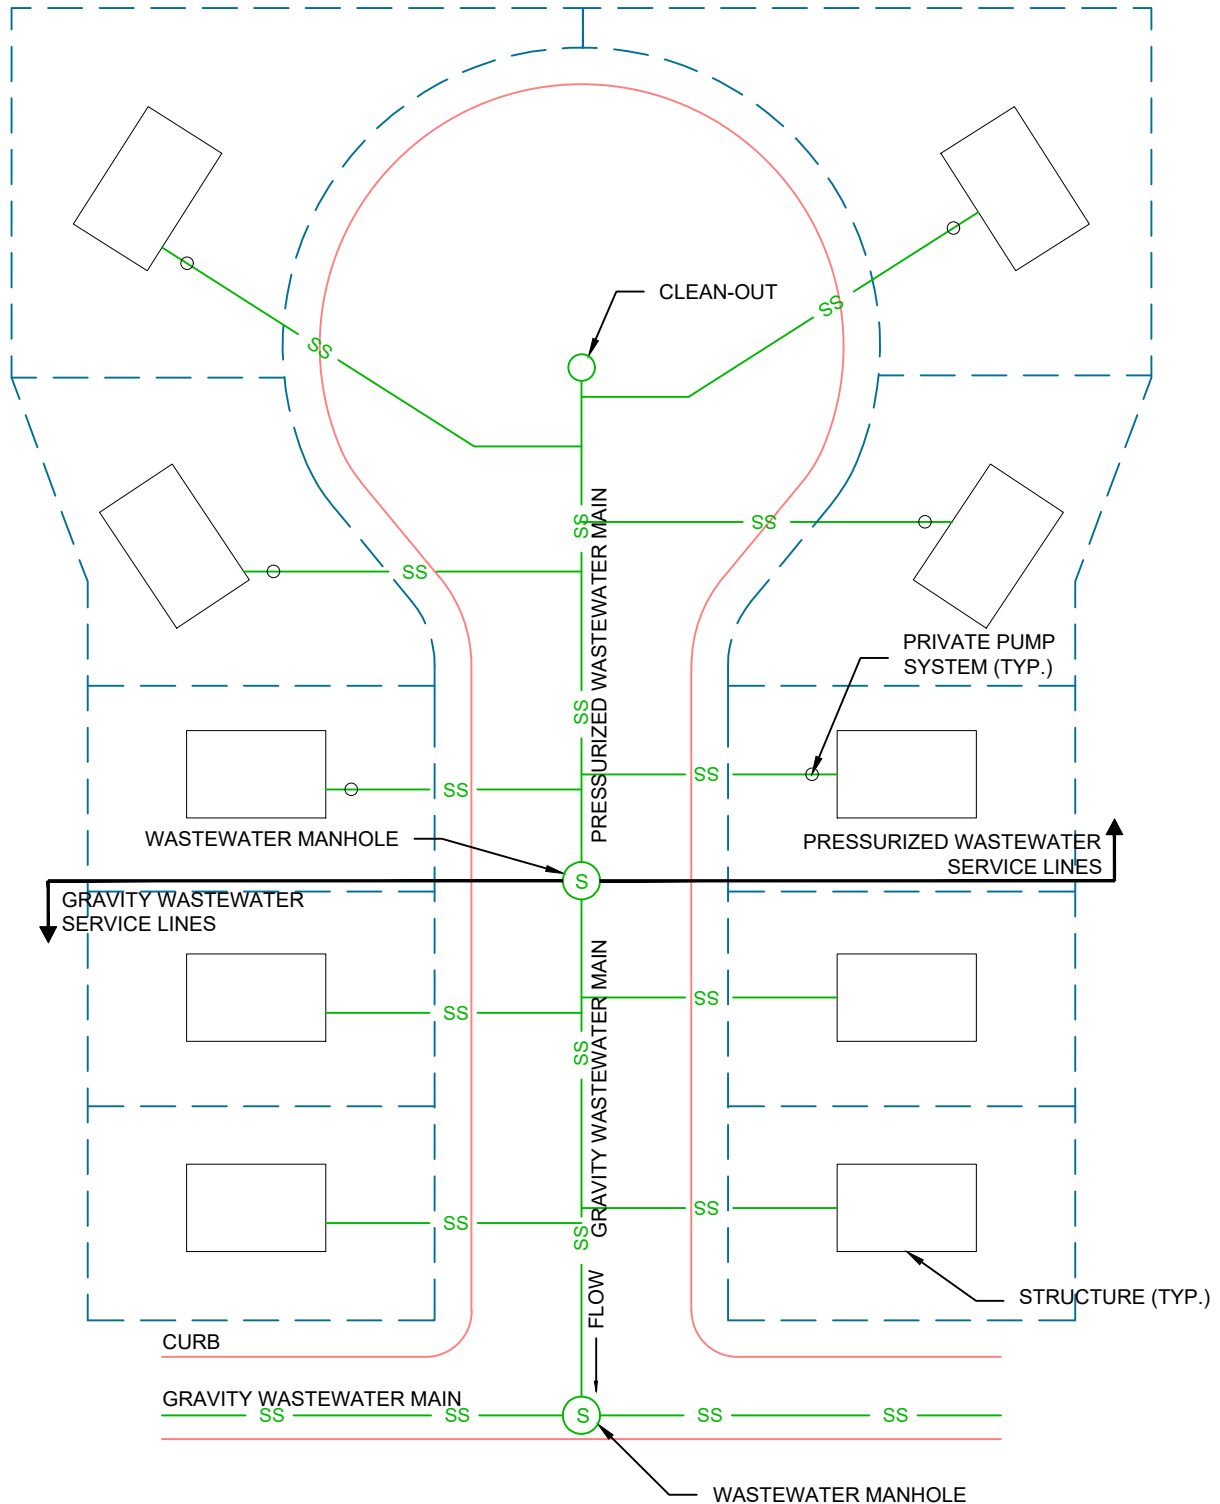 CLEAN-OUT
SS
SS
PRESSURIZED WASTEWATER MAIN
SS
SS
SS
PRIVATE PUMP
SYSTEM (TYP.)
SS
SS
SS
WASTEWATER MANHOLE
PRESSURIZED WASTEWATER
SERVICE LINES
S
GRAVITY WASTEWATER
SERVICE LINES
GRAVITY WASTEWATER MAIN
SS
SS
SS
SS
SS
SS
FLOW
STRUCTURE (TYP.)
CURB
GRAVITY WASTEWATER MAIN
SS
SS
S
SS
SS
WASTEWATER MANHOLE